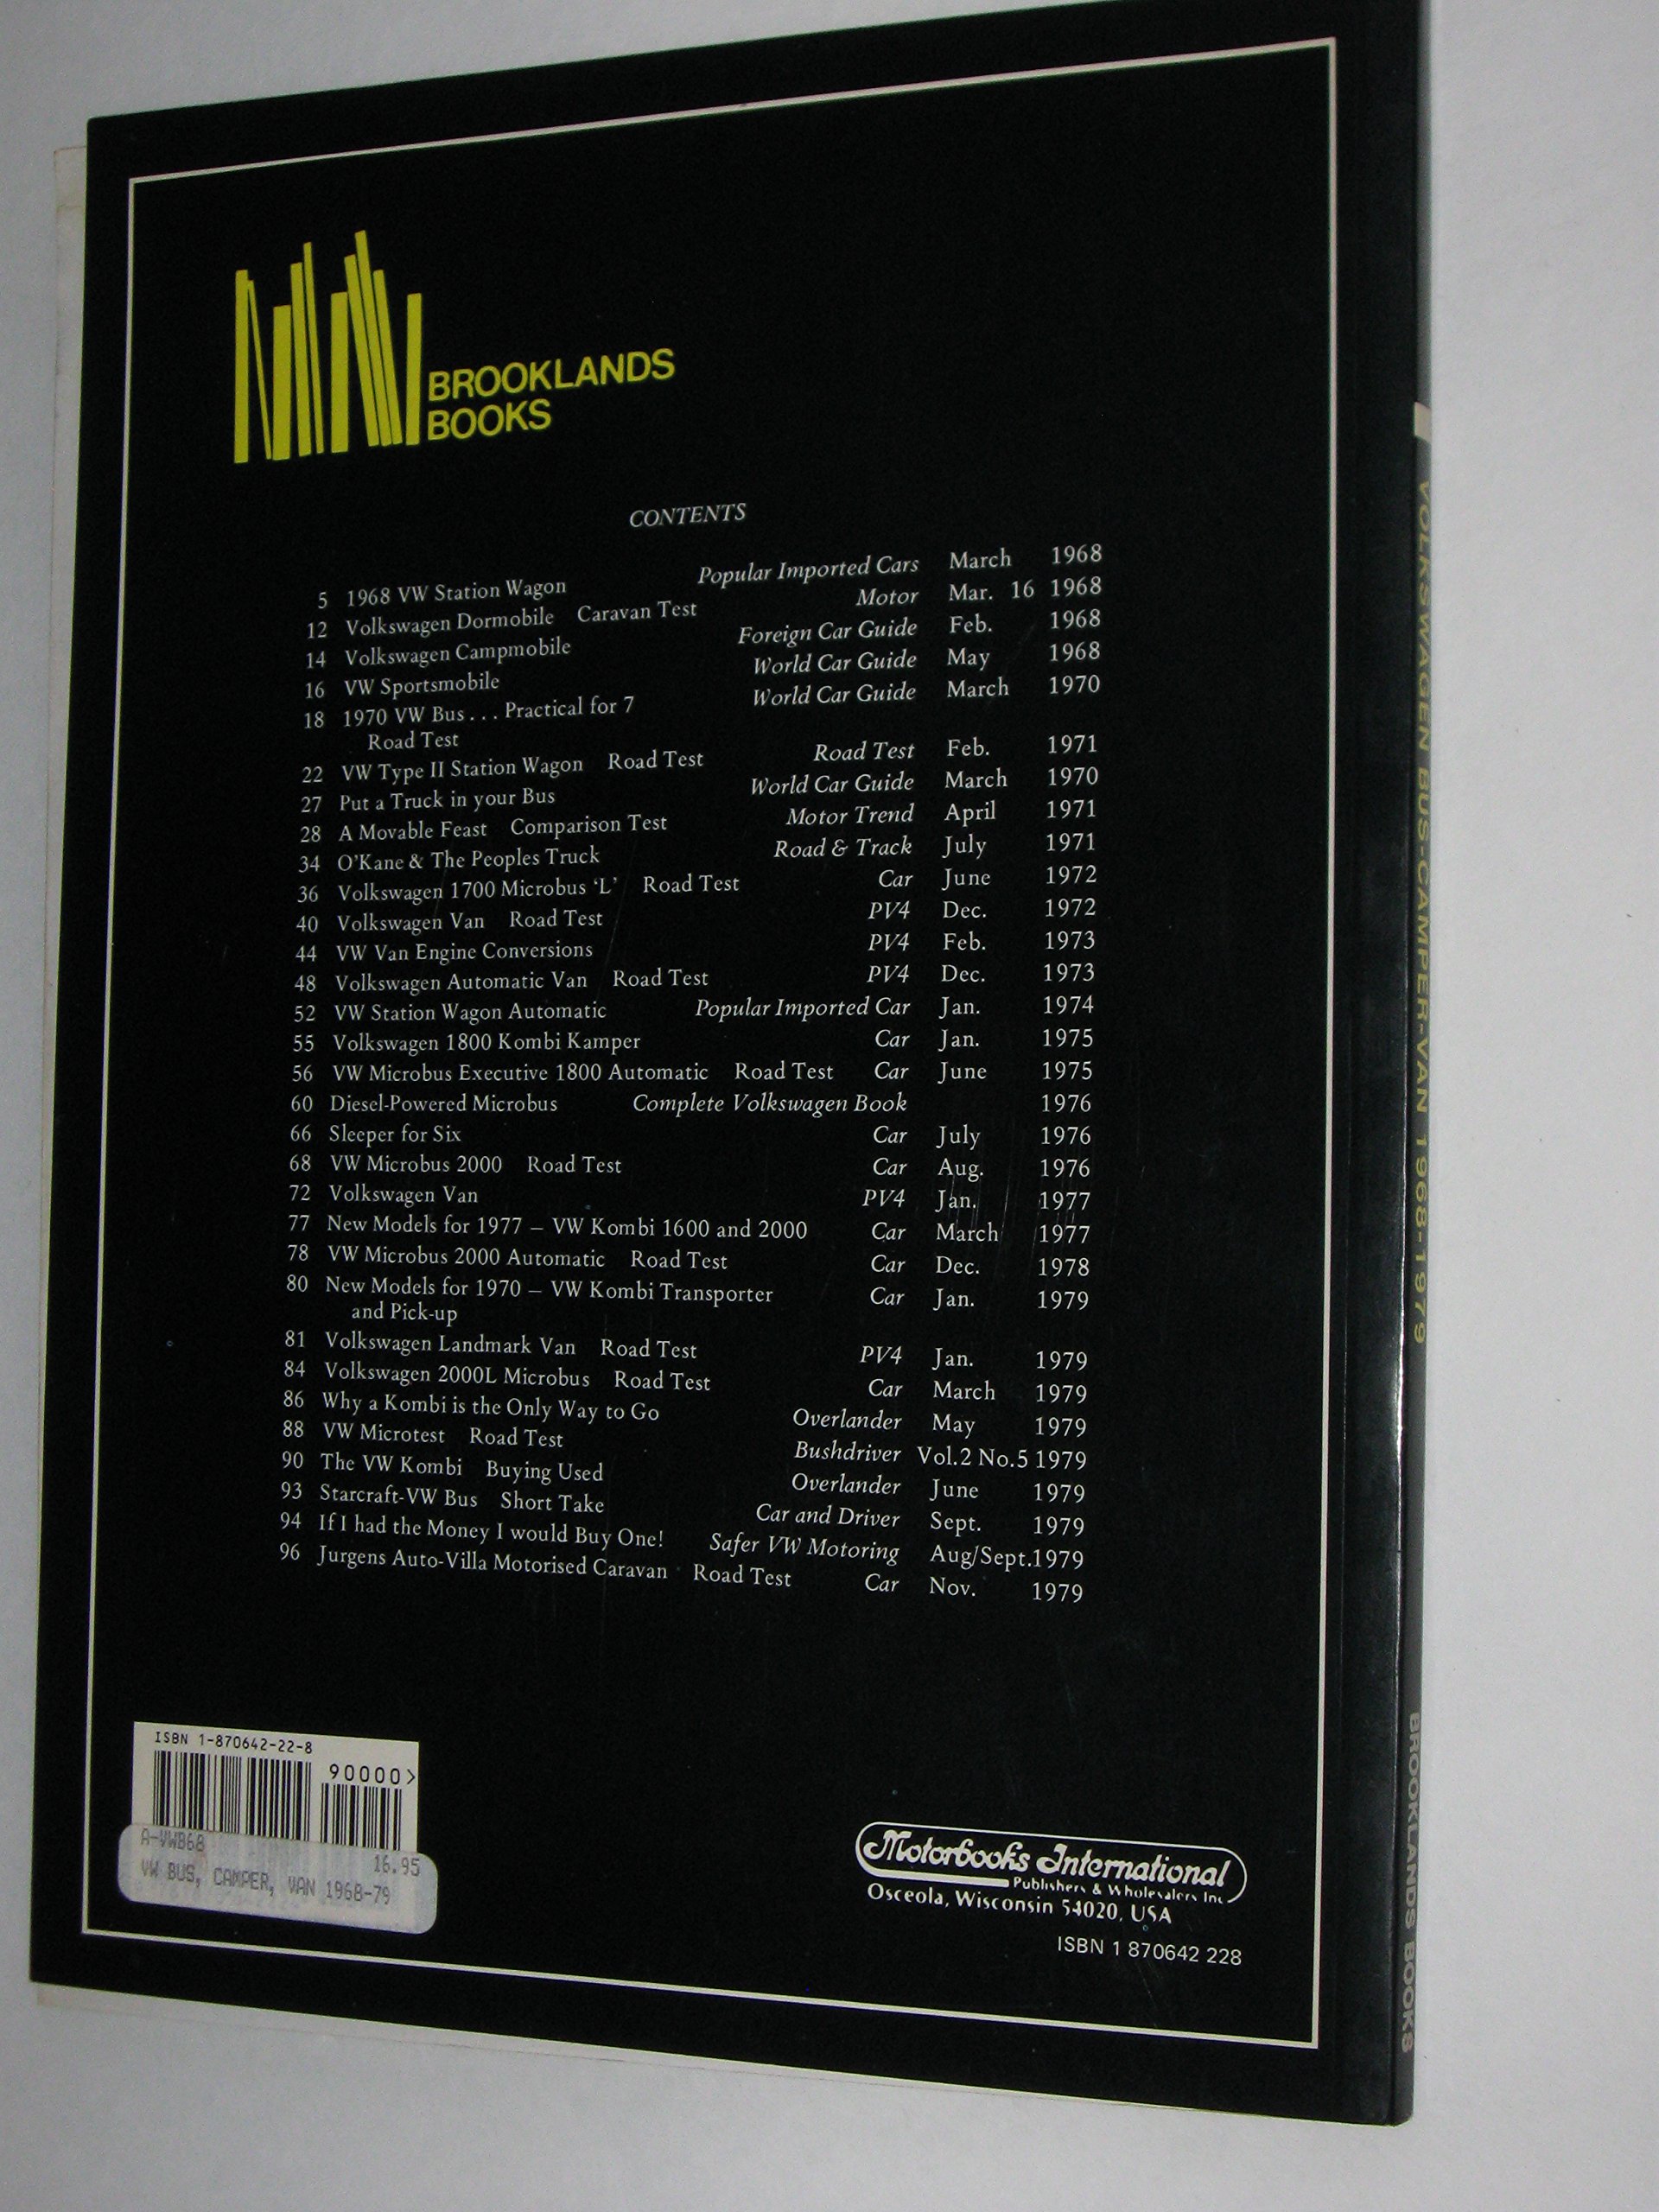 BROOKLANDS
BOOKS
CONTENTS
5 1968 VW Station Wagon Popular Imported Cars March 1968
12 Volkswagen Dormobile Caravan Test Motor Mar. 16 1968
14 Volkswagen Campmobile Foreign Car Guide Feb. 1968
16 VW Sportsmobile World Car Guide May 1968
18 1970 VW Bus . . . Practical for 7 World Car Guide March 1970
Road Test
22 VW Type II Station Wagon Road Test Road Test Feb. 1971
27 Put a Truck in your Bus World Car Guide March 1970
28 A Movable Feast Comparison Test Motor Trend April 1971
34 O'Kane & The Peoples Truck Road & Track July 1971
36 Volkswagen 1700 Microbus ‘L’ Road Test Car June 1972
40 Volkswagen Van Road Test PV4 Dec. 1972
44 VW Van Engine Conversions PV4 Feb. 1973
48 Volkswagen Automatic Van Road Test PV4 Dec. 1973
52 VW Station Wagon Automatic Popular Imported Car Jan. 1974
55 Volkswagen 1800 Kombi Kamper Car Jan. 1975
56 VW Microbus Executive 1800 Automatic Road Test Car June 1975
60 Diesel-Powered Microbus Complete Volkswagen Book 1976
66 Sleeper for Six Car July 1976
68 VW Microbus 2000 Road Test Car Aug. 1976
72 Volkswagen Van PV4 Jan. 1977
77 New Models for 1977 – VW Kombi 1600 and 2000 Car March 1977
78 VW Microbus 2000 Automatic Road Test Car Dec. 1978
80 New Models for 1970 – VW Kombi Transporter Car Jan. 1979
and Pick-up
81 Volkswagen Landmark Van Road Test PV4 Jan. 1979
84 Volkswagen 2000L Microbus Road Test Car March 1979
86 Why a Kombi is the Only Way to Go Overlander May 1979
88 VW Microtest Road Test Bushdriver Vol.2 No.5 1979
90 The VW Kombi Buying Used Overlander June 1979
93 Starcraft-VW Bus Short Take Car and Driver Sept. 1979
94 If I had the Money I would Buy One! Safer VW Motoring Aug/Sept.1979
96 Jurgens Auto-Villa Motorised Caravan Road Test Car Nov. 1979
ISBN 1-870642-22-8
90000>
A-VWB68
16.95
VW BUS, CAMPER, VAN 1968-79
Motorbooks International
Publishers & Wholesalers Inc
Osceola, Wisconsin 54020, USA
ISBN 1 870642 228
VOLKSWAGEN BUS-CAMPER-VAN 1968-1979
BROOKLANDS BOOKS